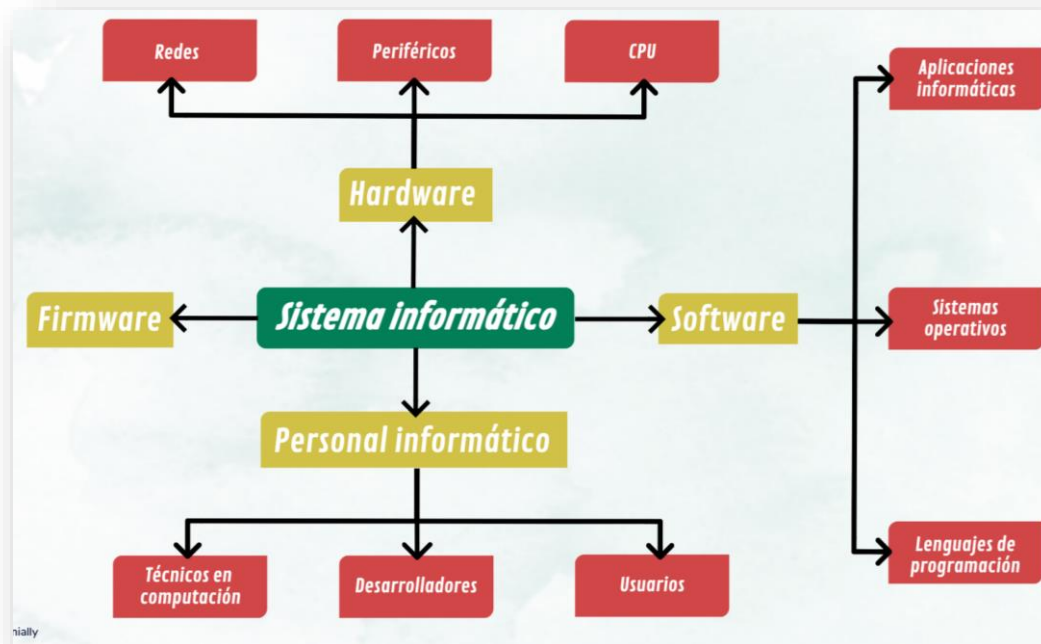 Redes
Periféricos
CPU
Aplicaciones
informáticas
Hardware
Firmware
Sistema informático
Software
Sistemas
operativos
Personal informático
Técnicos en
computación
Desarrolladores
Usuarios
Lenguajes de
programación
nially